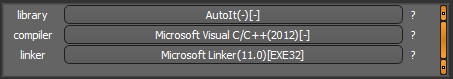 library AutoIt(-)[-] ?
compiler Microsoft Visual C/C++(2012)[-] ?
linker Microsoft Linker(11.0)[EXE32] ?